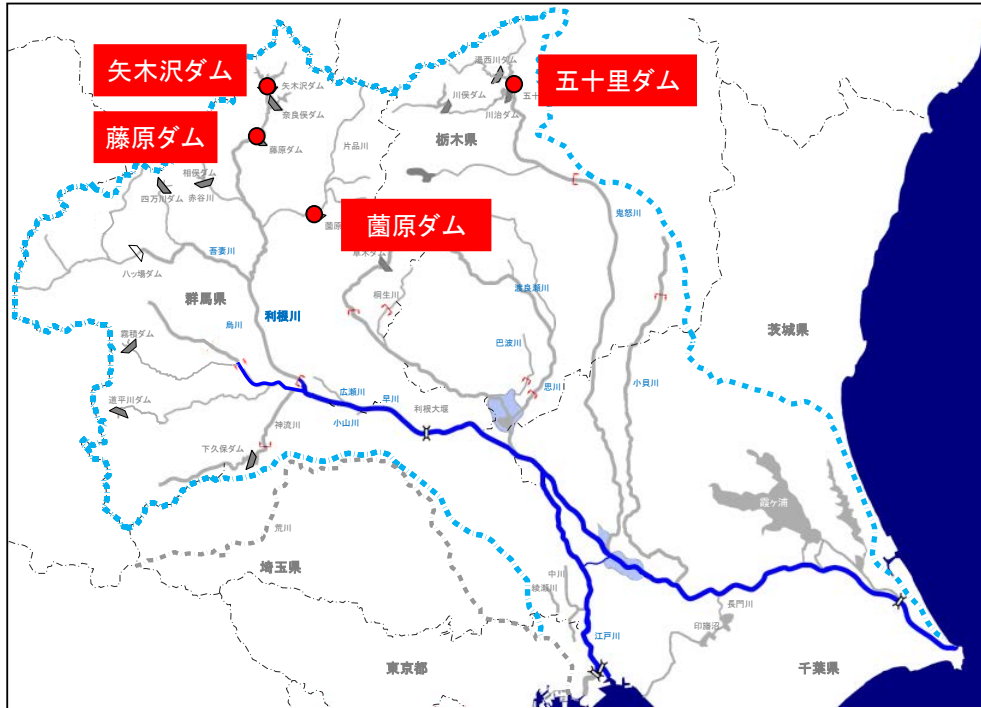 矢木沢ダム
五十里ダム
湯西川ダム
矢木沢ダム
川俣ダム
五十
奈良俣ダム
川治ダム
藤原ダム
栃木県
藤原ダム
片品川
相俣ダム
四万川ダム
赤谷川
薗原ダム
鬼怒川
薗原
吾妻川
草木ダム
八ッ場ダム
桐生川
渡良瀬川
群馬県
利根川
烏川
茨城県
霧積ダム
巴波川
思川
小貝川
広瀬川
早川
利根大堰
道平川ダム
小山川
神流川
下久保ダム
霞ヶ浦
荒川
埼玉県
中川
綾瀬川
長門川
印旛沼
江戸川
東京都
千葉県